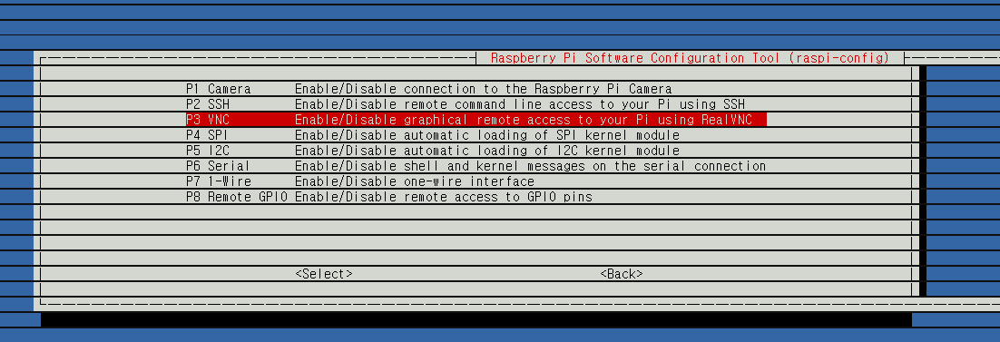 Raspberry Pi Software Configuration Tool (raspi-config)
P1 Camera Enable/Disable connection to the Raspberry Pi Camera
P2 SSH Enable/Disable remote command line access to your Pi using SSH
P3 VNC Enable/Disable graphical remote access to your Pi using RealVNC
P4 SPI Enable/Disable automatic loading of SPI kernel module
P5 I2C Enable/Disable automatic loading of I2C kernel module
P6 Serial Enable/Disable shell and kernel messages on the serial connection
P7 1-Wire Enable/Disable one-wire interface
P8 Remote GPIO Enable/Disable remote access to GPIO pins
<Select> <Back>